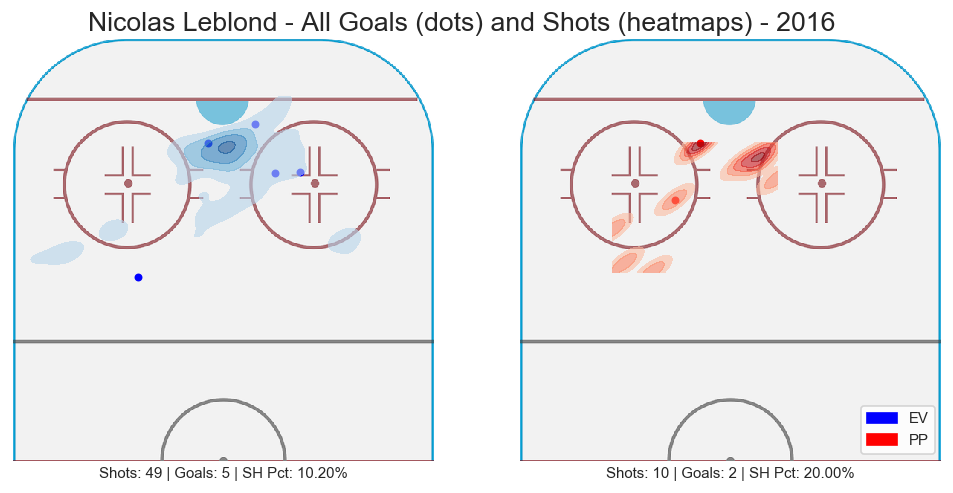 Nicolas Leblond - All Goals (dots) and Shots (heatmaps) - 2016
EV
PP
Shots: 49 | Goals: 5 | SH Pct: 10.20%
Shots: 10 | Goals: 2 | SH Pct: 20.00%